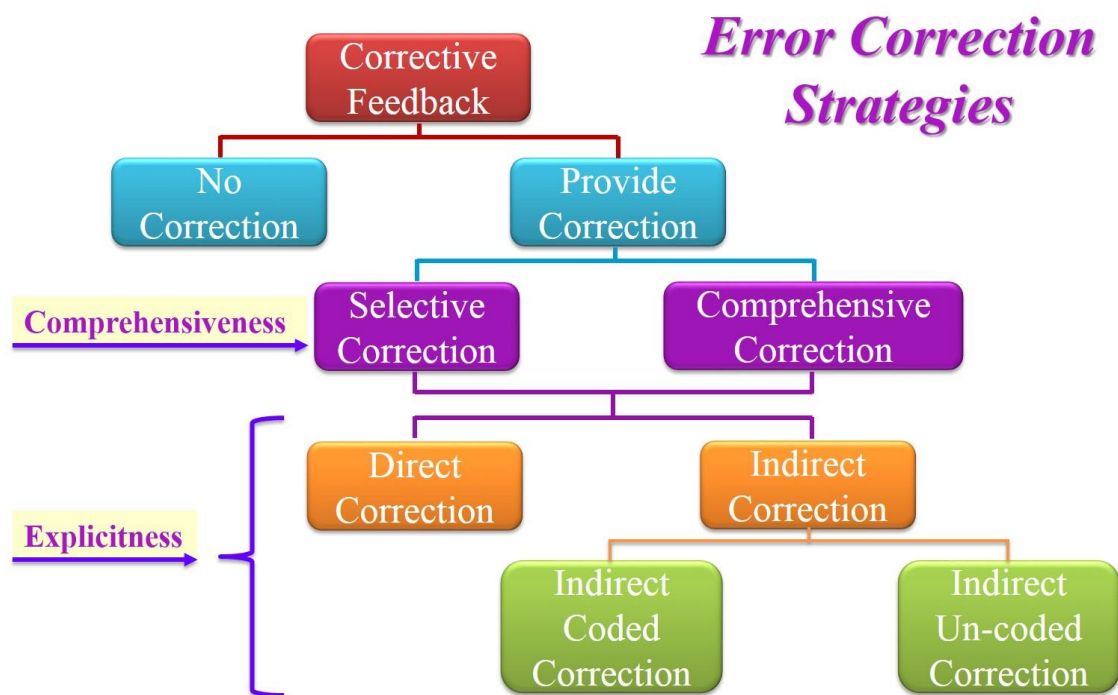 Error Correction
Strategies
Corrective
Feedback
No
Correction
Provide
Correction
Comprehensiveness
Selective
Correction
Comprehensive
Correction
Explicitness
Direct
Correction
Indirect
Correction
Indirect
Coded
Correction
Indirect
Un-coded
Correction